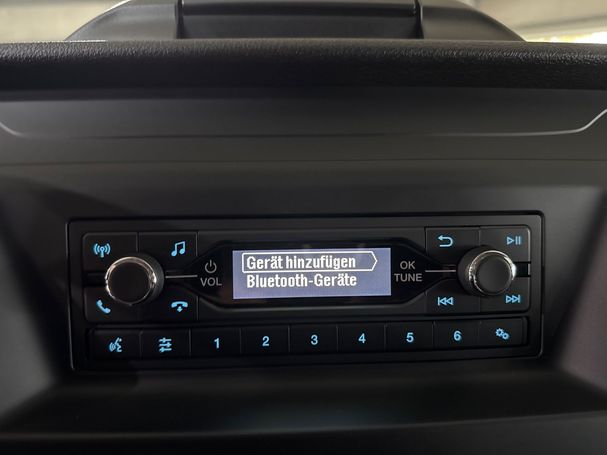 Gerät hinzufügen
Bluetooth-Geräte
VOL
OK
TUNE
1 2 3 4 5 6